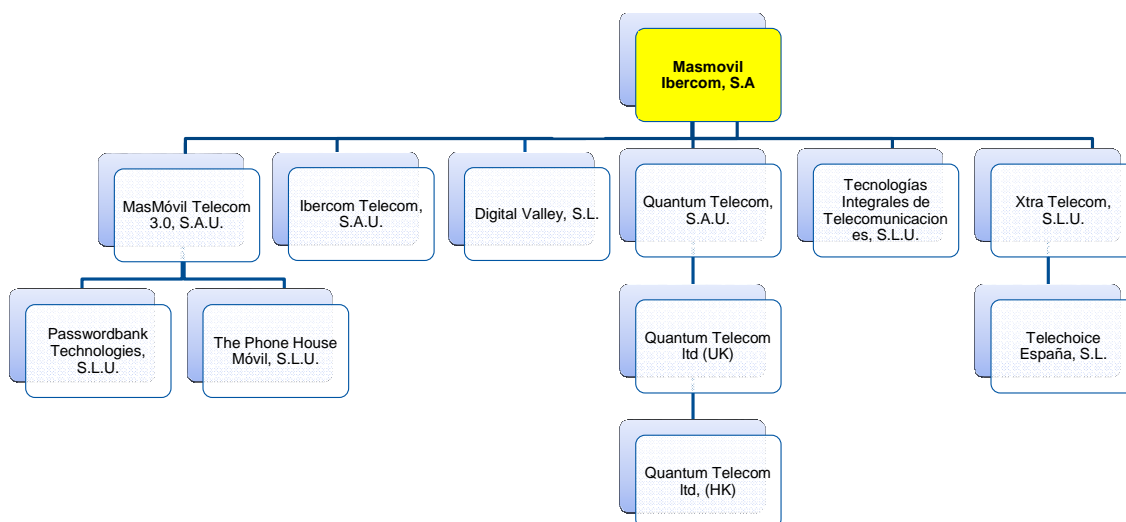 Masmovil
Ibercom, S.A
MasMóvil Telecom
3.0, S.A.U.
Ibercom Telecom,
S.A.U.
Digital Valley, S.L.
Quantum Telecom,
S.A.U.
Tecnologías
Integrales de
Telecomunicacion
es, S.L.U.
Xtra Telecom,
S.L.U.
Passwordbank
Technologies,
S.L.U.
The Phone House
Móvil, S.L.U.
Quantum Telecom
ltd (UK)
Telechoice
España, S.L.
Quantum Telecom
ltd, (HK)